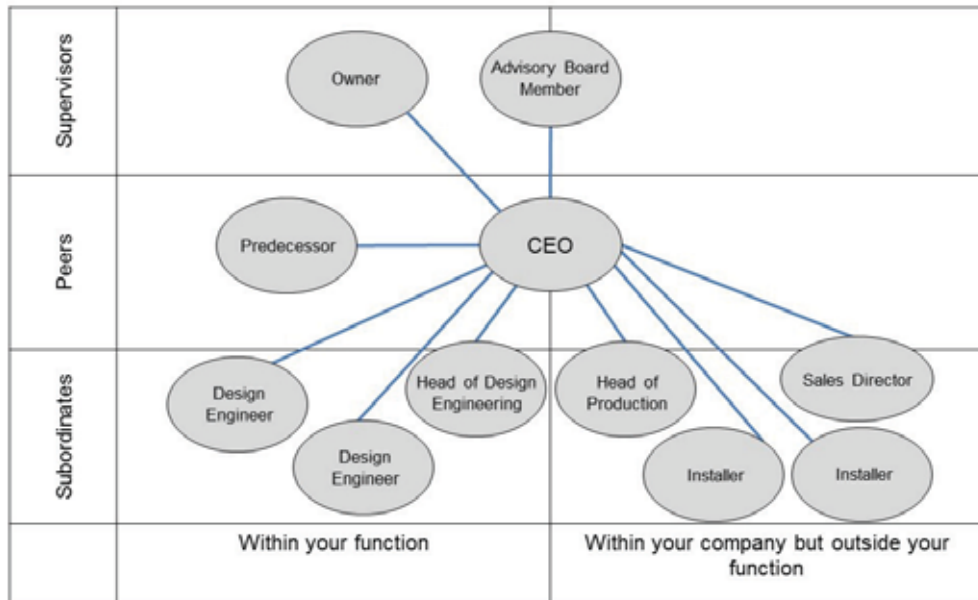 Supervisors
Owner
Advisory Board
Member
Peers
Predecessor
CEO
Subordinates
Design
Engineer
Design
Engineer
Head of Design
Engineering
Head of
Production
Sales Director
Installer
Installer
Within your function
Within your company but outside your
function